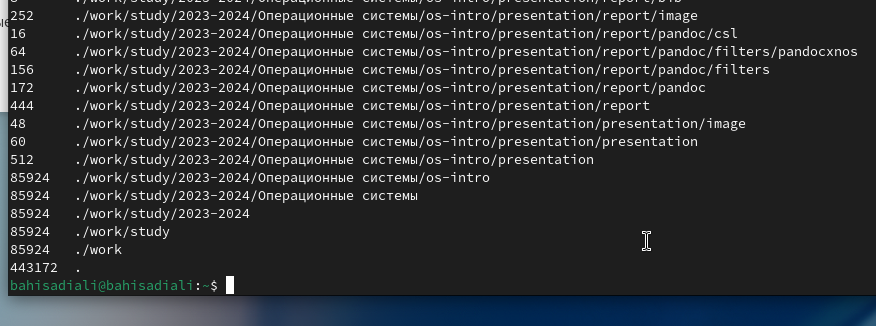 252 ./work/study/2023-2024/Операционные системы/os-intro/presentation/report/image
16 ./work/study/2023-2024/Операционные системы/os-intro/presentation/report/pandoc/csl
64 ./work/study/2023-2024/Операционные системы/os-intro/presentation/report/pandoc/filters/pandocxnos
156 ./work/study/2023-2024/Операционные системы/os-intro/presentation/report/pandoc/filters
172 ./work/study/2023-2024/Операционные системы/os-intro/presentation/report/pandoc
444 ./work/study/2023-2024/Операционные системы/os-intro/presentation/report
48 ./work/study/2023-2024/Операционные системы/os-intro/presentation/presentation/image
60 ./work/study/2023-2024/Операционные системы/os-intro/presentation/presentation
512 ./work/study/2023-2024/Операционные системы/os-intro/presentation
85924 ./work/study/2023-2024/Операционные системы/os-intro
85924 ./work/study/2023-2024/Операционные системы
85924 ./work/study/2023-2024
85924 ./work/study
85924 ./work
443172 .
bahisadiali@bahisadiali:~$